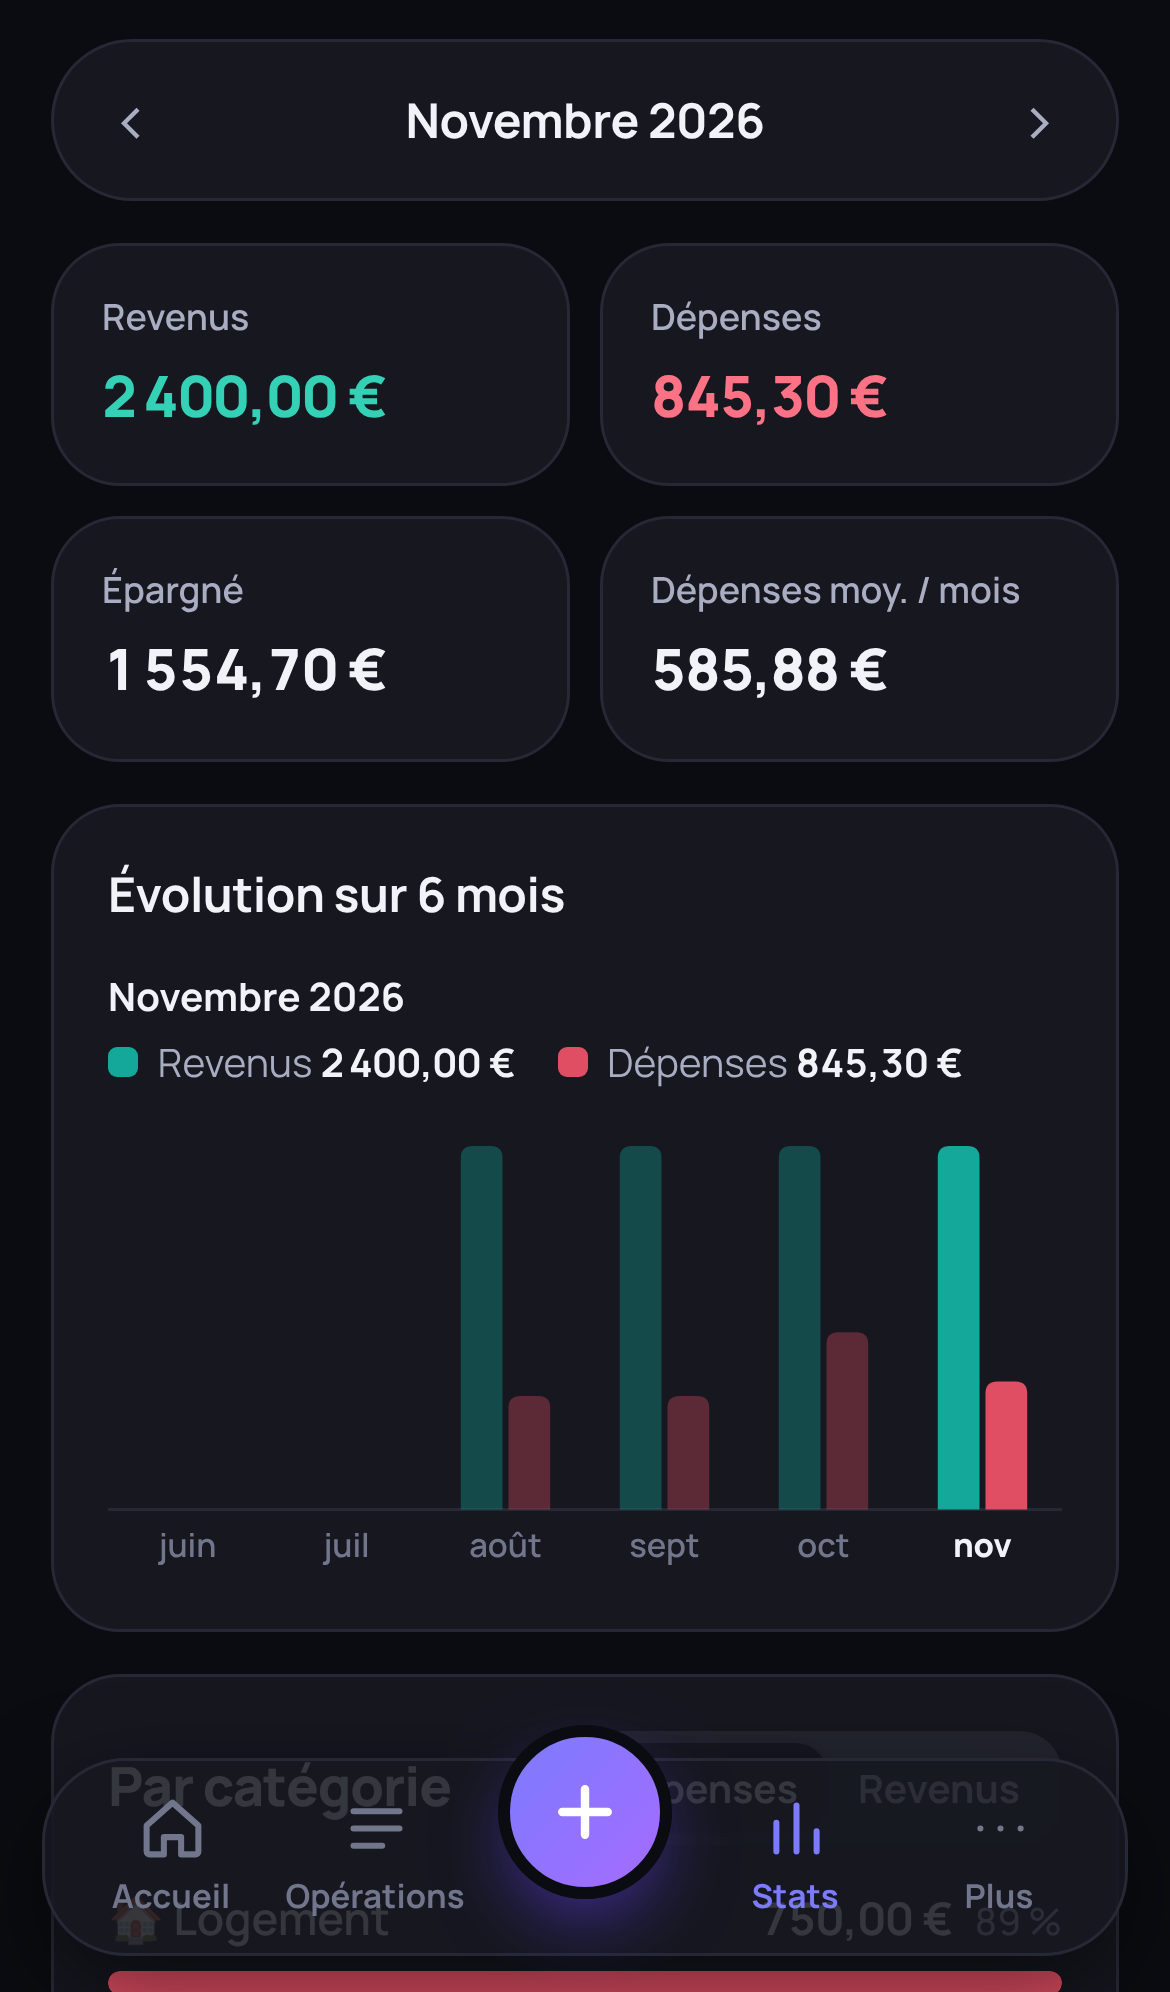 Novembre 2026
Revenus
2 400,00 €
Dépenses
845,30 €
Épargné
1 554,70 €
Dépenses moy. / mois
585,88 €
Évolution sur 6 mois
Novembre 2026
Revenus 2 400,00 € Dépenses 845,30 €
juin juil août sept oct nov
Par catégorie penses Revenus
Accueil Opérations Stats Plus
Logement 750,00 € 89 %